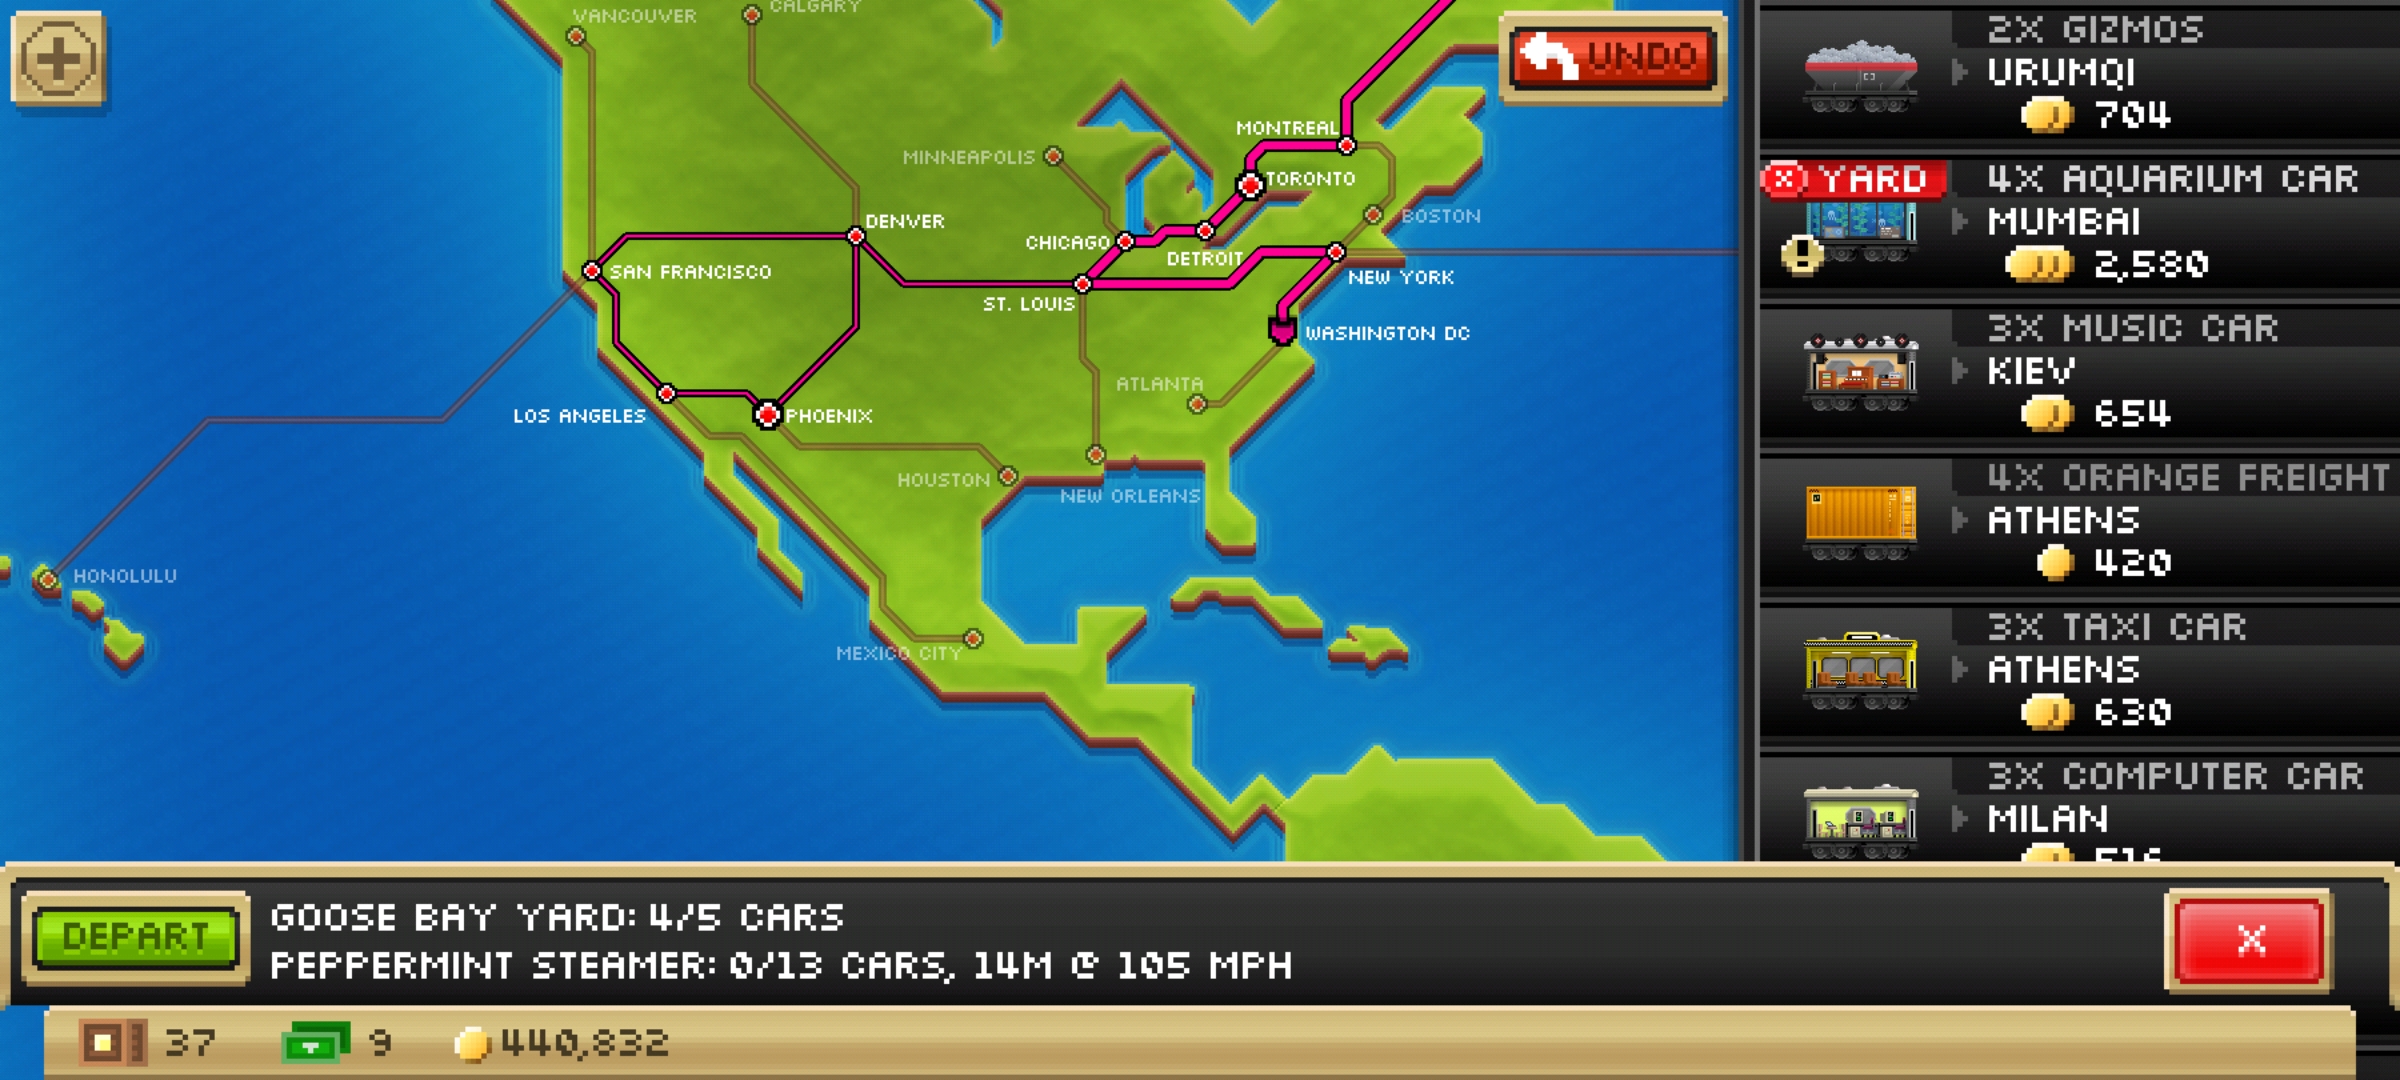 VANCOUVER
CALGARY
UNDO
MONTREAL
MINNEAPOLIS
TORONTO
BOSTON
DENVER
CHICAGO
DETROIT
SAN FRANCISCO
NEW YORK
ST. LOUIS
WASHINGTON DC
ATLANTA
LOS ANGELES
PHOENIX
HOUSTON
NEW ORLEANS
HONOLULU
MEXICO CITY
2X GIZMOS
URUMQI
704
YARD
4X AQUARIUM CAR
MUMBAI
2,580
3X MUSIC CAR
KIEV
654
4X ORANGE FREIGHT
ATHENS
420
3X TAXI CAR
ATHENS
630
3X COMPUTER CAR
MILAN
DEPART
GOOSE BAY YARD: 4/5 CARS
PEPPERMINT STEAMER: 0/13 CARS, 14M @ 105 MPH
X
37
9
440,832